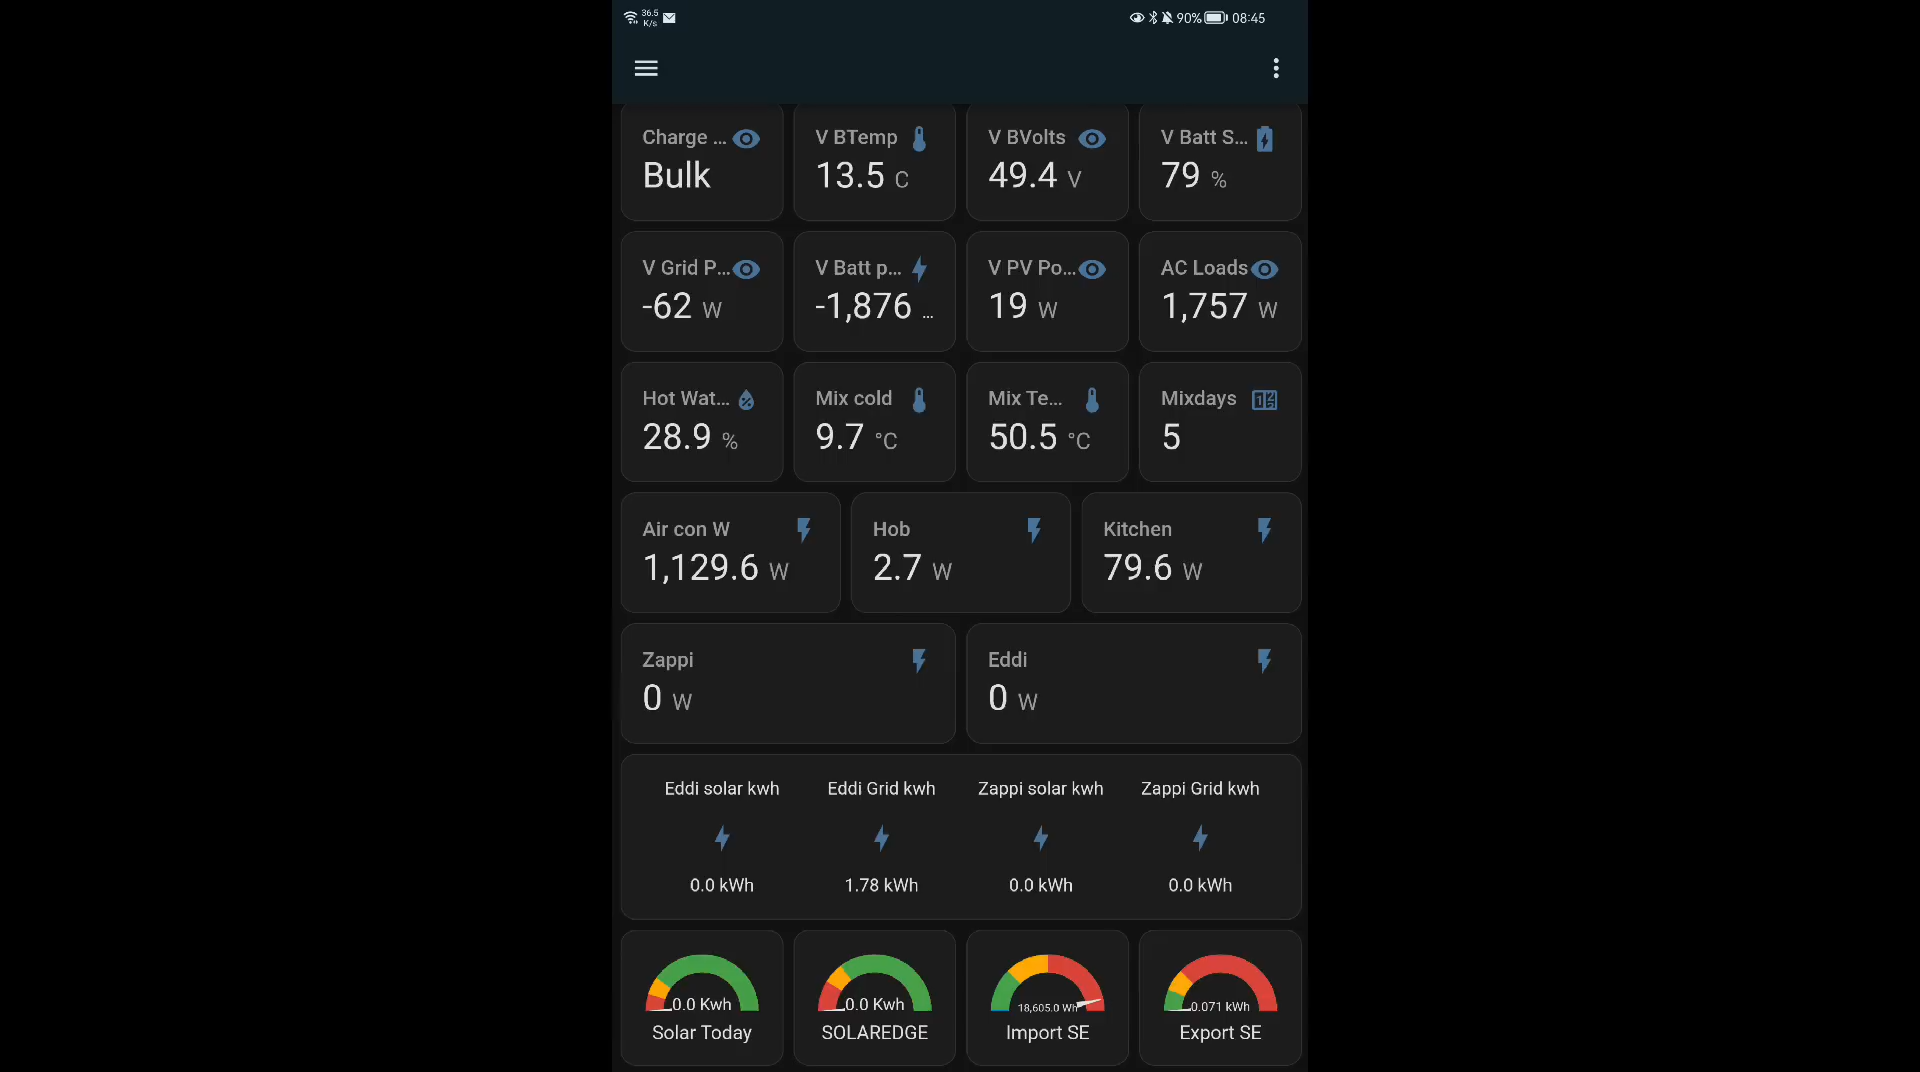 36.5 K/s 90% 08:45
Charge ... V BTemp V BVolts V Batt S...
Bulk 13.5 C 49.4 V 79 %
V Grid P... V Batt p... V PV Po... AC Loads
-62 W -1,876 ... 19 W 1,757 W
Hot Wat... Mix cold Mix Te... Mixdays
28.9 % 9.7 °C 50.5 °C 5
Air con W Hob Kitchen
1,129.6 W 2.7 W 79.6 W
Zappi Eddi
0 W 0 W
Eddi solar kwh Eddi Grid kwh Zappi solar kwh Zappi Grid kwh
0.0 kWh 1.78 kWh 0.0 kWh 0.0 kWh
0.0 Kwh 0.0 Kwh 18,605.0 Wh 0.071 kWh
Solar Today SOLAREDGE Import SE Export SE